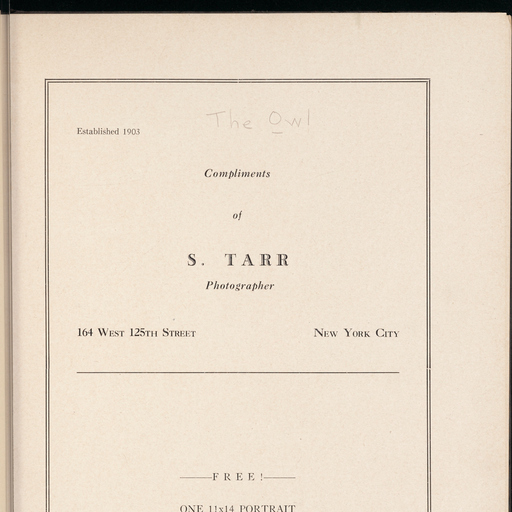 The Owl
Established 1903
Compliments
of
S. TARR
Photographer
164 West 125th Street New York City
FREE!
ONE 11x14 PORTRAIT